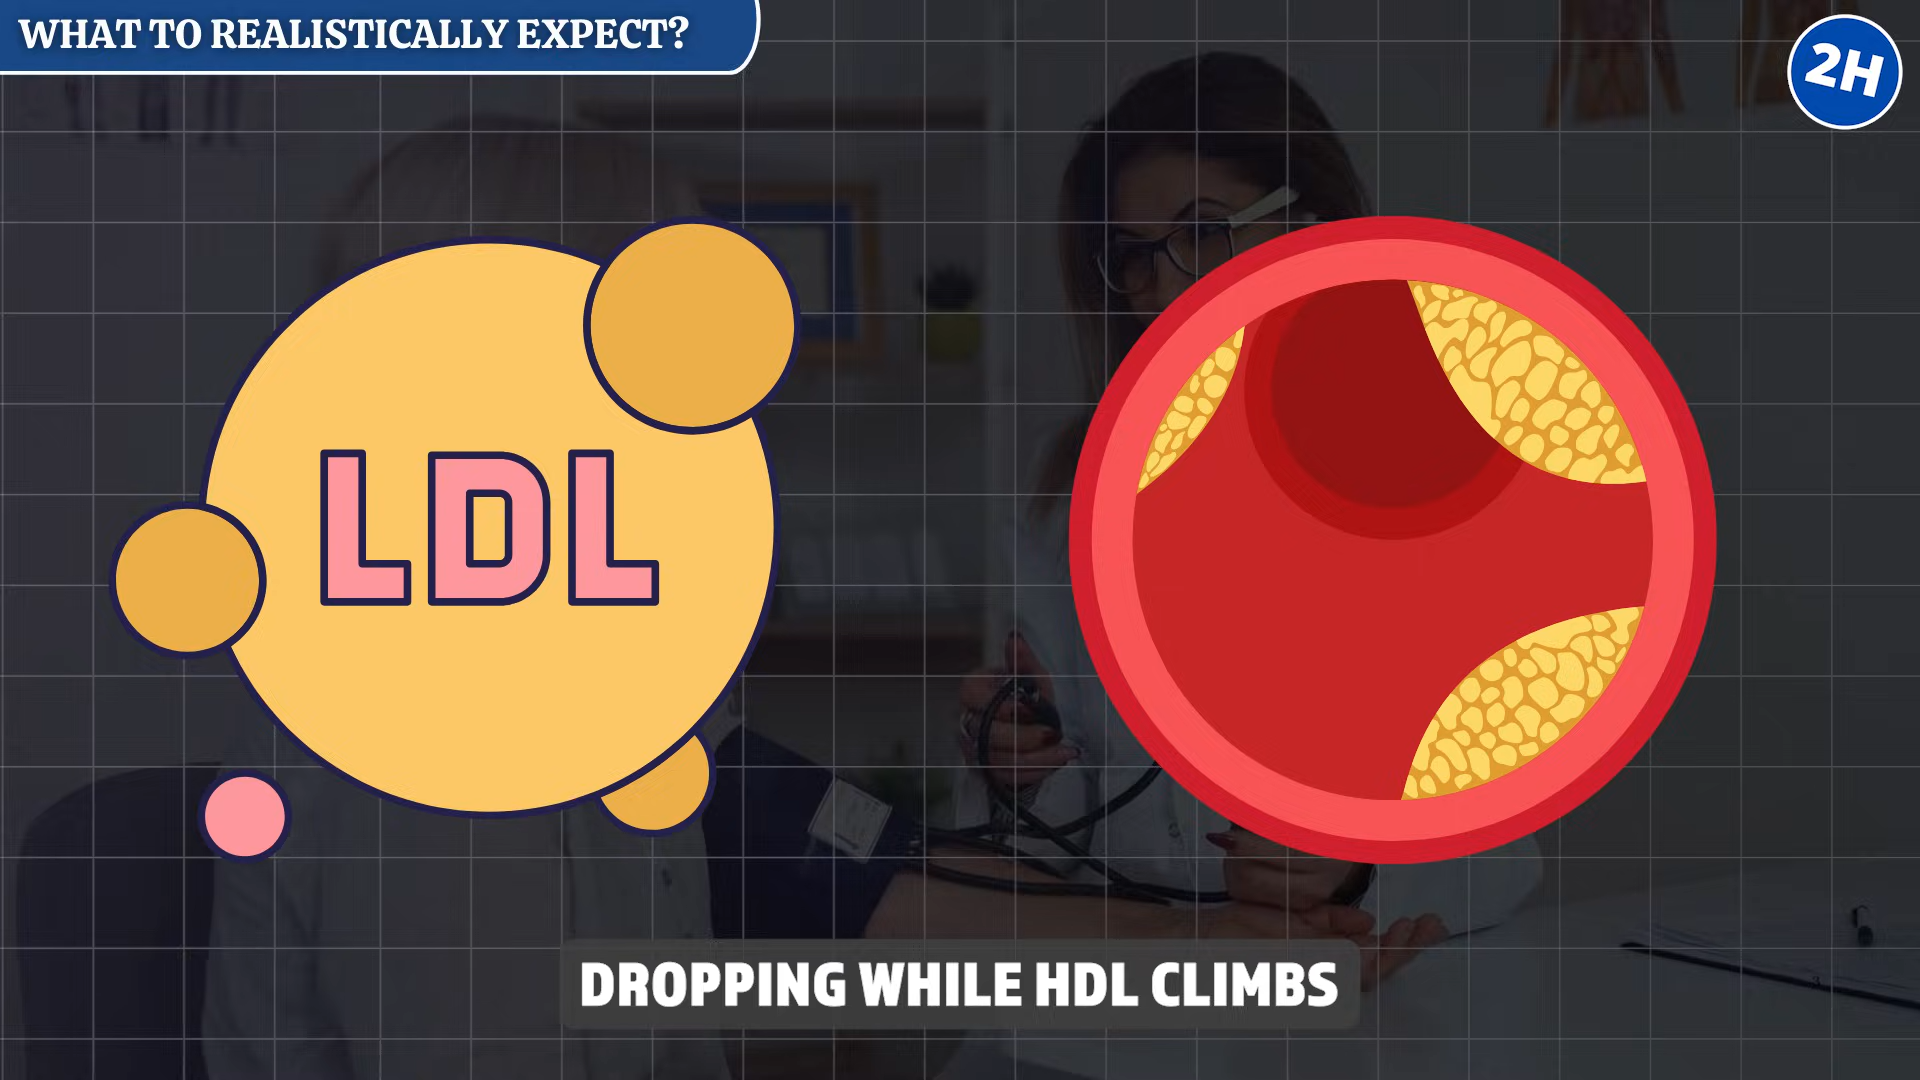 WHAT TO REALISTICALLY EXPECT?
2H
LDL
DROPPING WHILE HDL CLIMBS